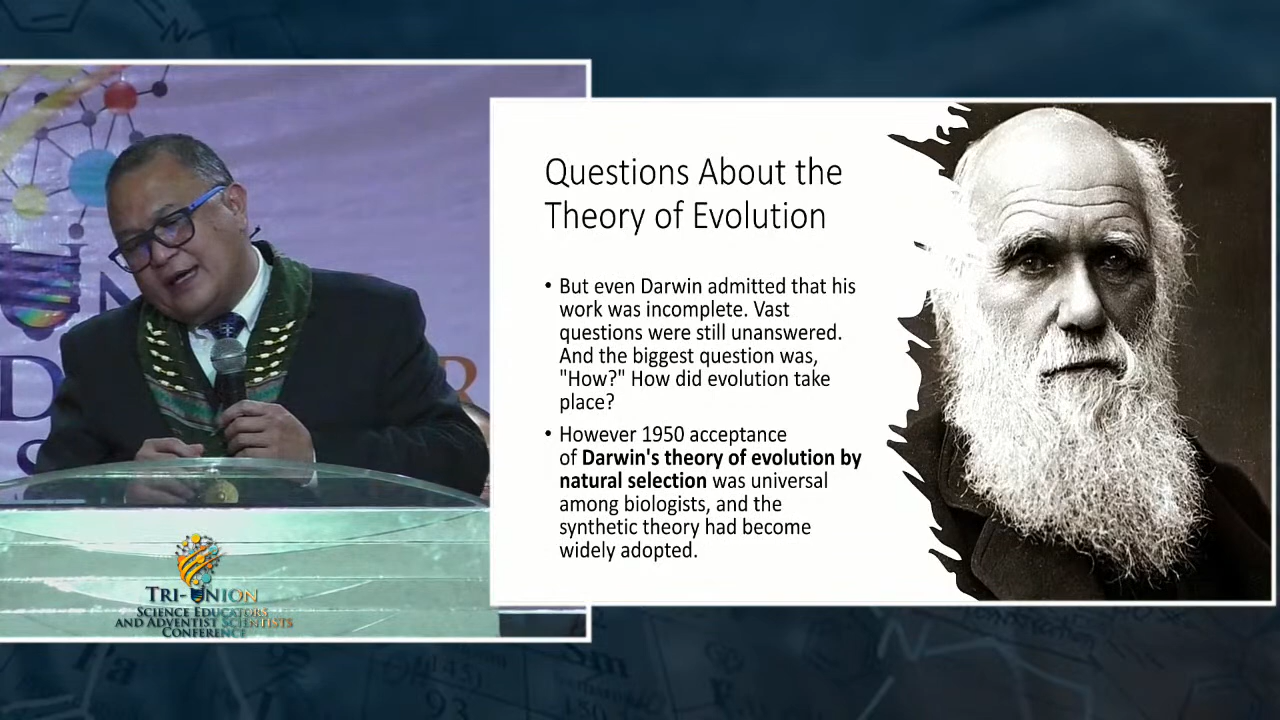 Questions About the
Theory of Evolution
• But even Darwin admitted that his
work was incomplete. Vast
questions were still unanswered.
And the biggest question was,
"How?" How did evolution take
place?
• However 1950 acceptance
of Darwin's theory of evolution by
natural selection was universal
among biologists, and the
synthetic theory had become
widely adopted.
TRI-UNION
SCIENCE EDUCATORS
AND ADVENTIST SCIENTISTS
CONFERENCE
93